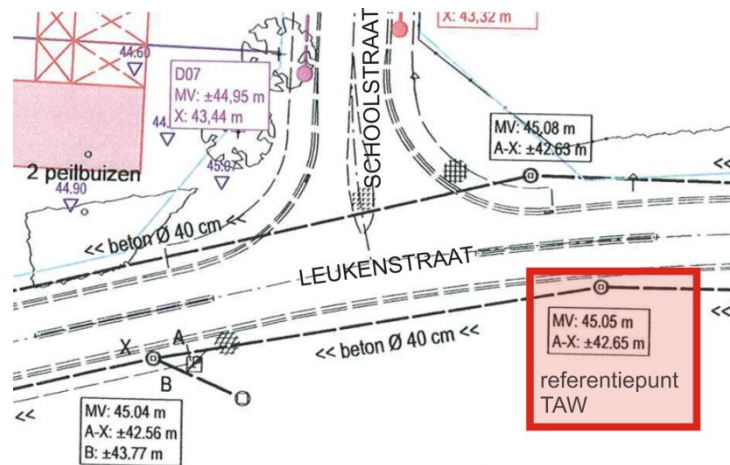 X: 43,32 m
44.60
D07
MV: ±44,95 m
X: 43,44 m
44.
MV: 45.08 m
A-X: ±42.63 m
SCHOOLSTRAAT
2 peilbuizen
45.07
44.90
<<
<< beton Ø 40 cm <<
LEUKENSTRAAT
<<
MV: 45.05 m
A-X: ±42.65 m
referentiepunt
TAW
X
A
B
<< beton Ø 40 cm <<
<<
MV: 45.04 m
A-X: ±42.56 m
B: ±43.77 m